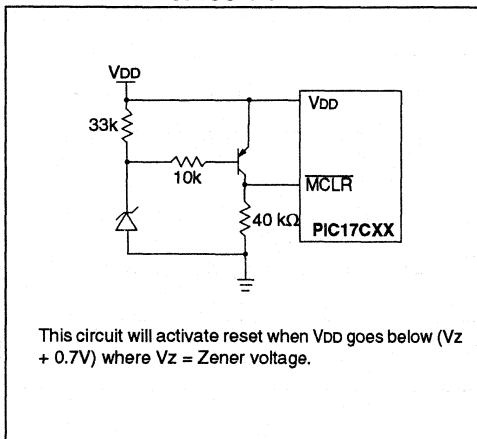 VDD
VDD
33k
10k
MCLR
40 kΩ
PIC17CXX
This circuit will activate reset when VDD goes below (Vz
+ 0.7V) where Vz = Zener voltage.